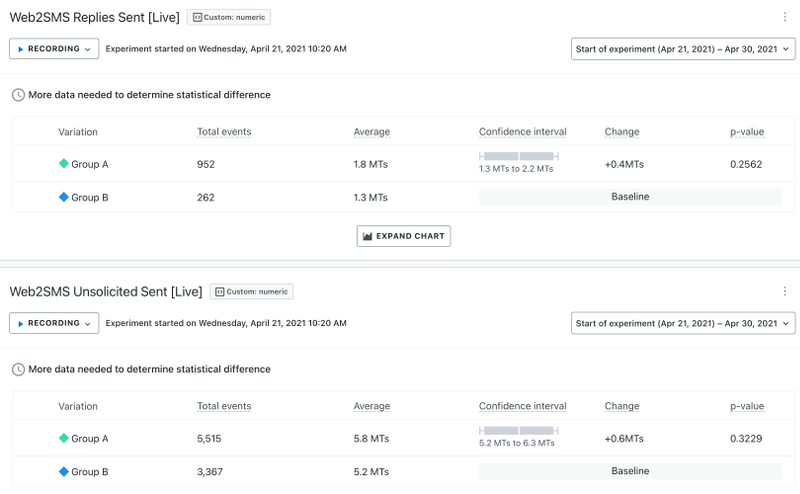 Web2SMS Replies Sent [Live] Custom: numeric
RECORDING Experiment started on Wednesday, April 21, 2021 10:20 AM Start of experiment (Apr 21, 2021) – Apr 30, 2021
More data needed to determine statistical difference
Variation Total events Average Confidence interval Change p-value
Group A 952 1.8 MTs 1.3 MTs to 2.2 MTs +0.4MTs 0.2562
Group B 262 1.3 MTs Baseline
EXPAND CHART
Web2SMS Unsolicited Sent [Live] Custom: numeric
RECORDING Experiment started on Wednesday, April 21, 2021 10:20 AM Start of experiment (Apr 21, 2021) – Apr 30, 2021
More data needed to determine statistical difference
Variation Total events Average Confidence interval Change p-value
Group A 5,515 5.8 MTs 5.2 MTs to 6.3 MTs +0.6MTs 0.3229
Group B 3,367 5.2 MTs Baseline